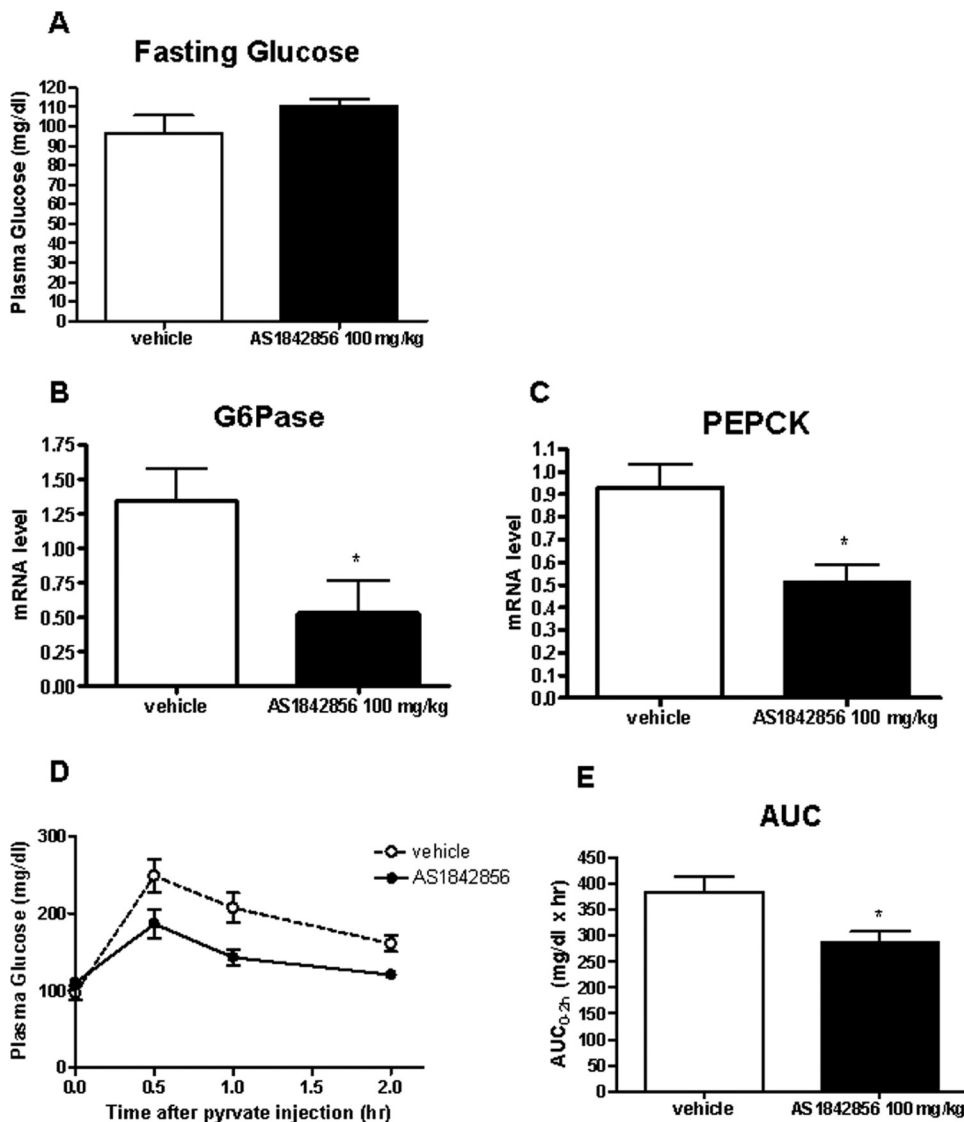 A
Fasting Glucose
Plasma Glucose (mg/dl)
120
110
100
90
80
70
60
50
40
30
20
10
0
vehicle
AS1842856 100 mg/kg
B
G6Pase
mRNA level
1.75
1.50
1.25
1.00
0.75
0.50
0.25
0.00
*
vehicle
AS1842856 100 mg/kg
C
PEPCK
mRNA level
1.1
1.0
0.9
0.8
0.7
0.6
0.5
0.4
0.3
0.2
0.1
0.0
*
vehicle
AS1842856 100 mg/kg
D
Plasma Glucose (mg/dl)
300
200
100
0
0.0 0.5 1.0 1.5 2.0
Time after pyrvate injection (hr)
vehicle
AS1842856
E
AUC
AUC0-2h (mg/dl x hr)
450
400
350
300
250
200
150
100
50
0
*
vehicle
AS1842856 100 mg/kg